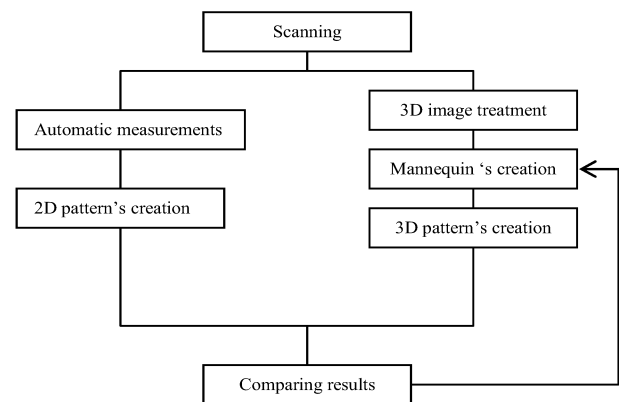 Scanning
Automatic measurements
2D pattern’s creation
3D image treatment
Mannequin ‘s creation
3D pattern’s creation
Comparing results